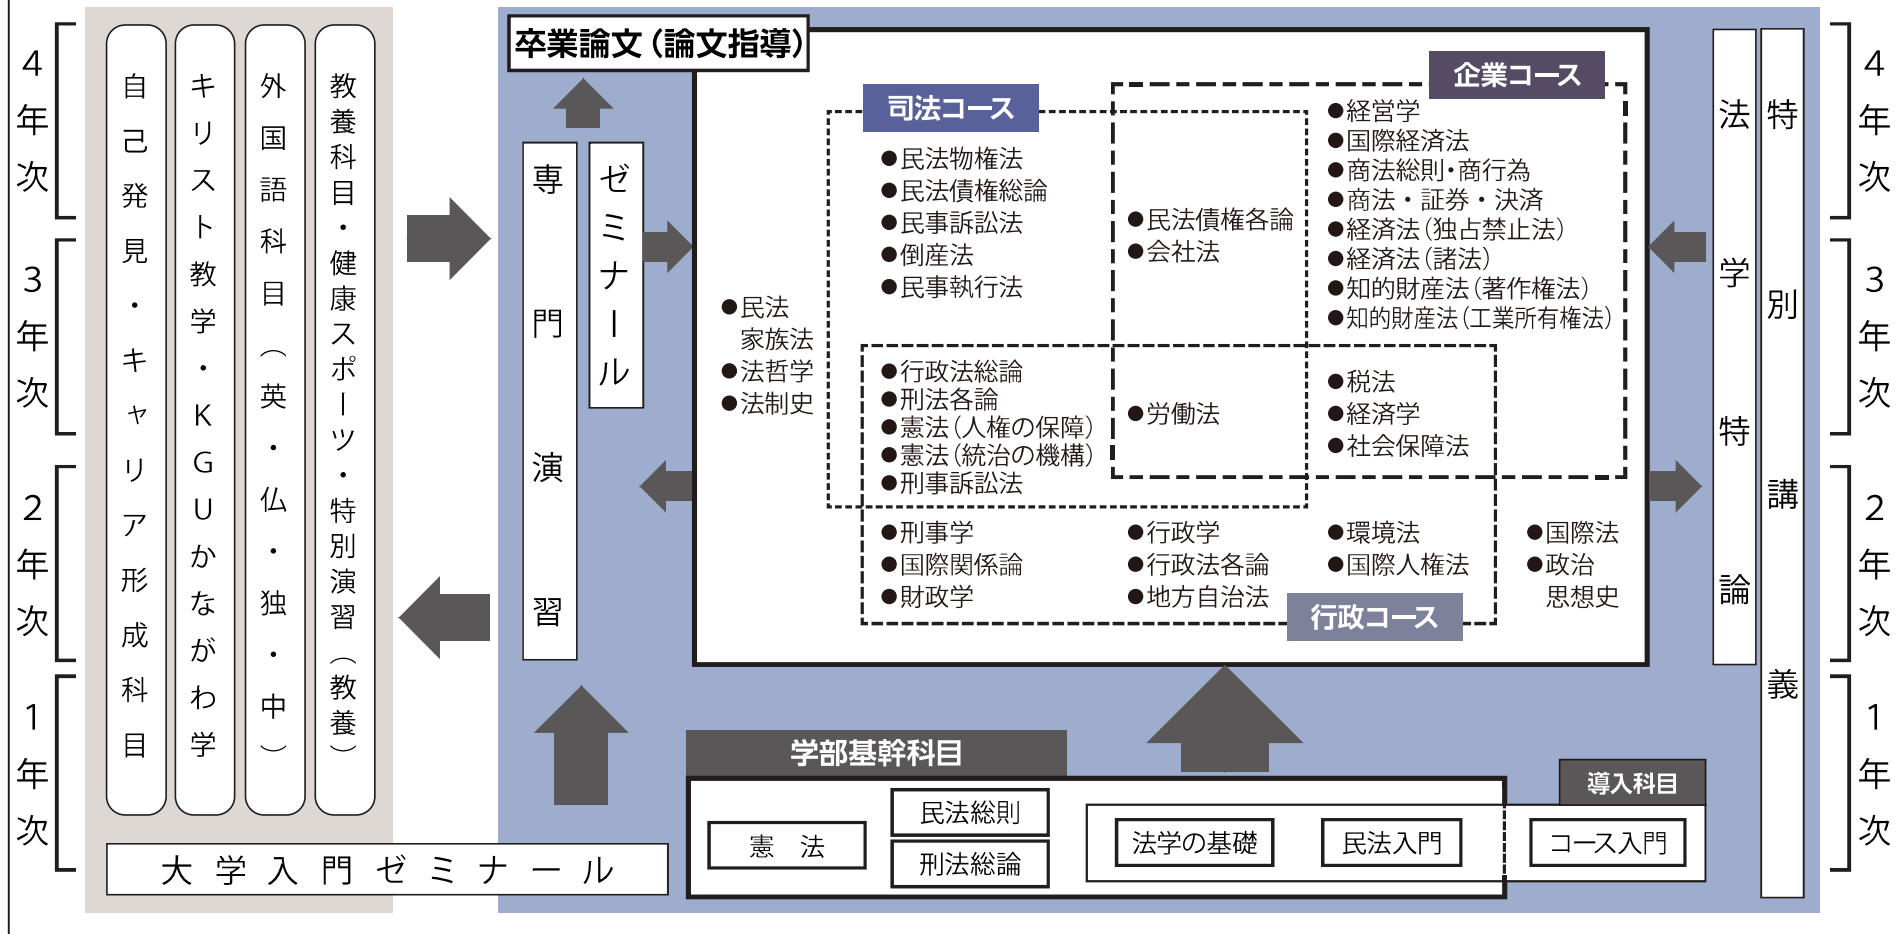 4年次
3年次
2年次
1年次
自己発見・キャリア形成科目
キリスト教学・KGUかながわ学
外国語科目（英・仏・独・中）
教養科目・健康スポーツ・特別演習（教養）
大学入門ゼミナール
卒業論文（論文指導）
専門演習
ゼミナール
●民法
家族法
●法哲学
●法制史
司法コース
●民法物権法
●民法債権総論
●民事訴訟法
●倒産法
●民事執行法
●民法債権各論
●会社法
企業コース
●経営学
●国際経済法
●商法総則・商行為
●商法・証券・決済
●経済法（独占禁止法）
●経済法（諸法）
●知的財産法（著作権法）
●知的財産法（工業所有権法）
●行政法総論
●刑法各論
●憲法（人権の保障）
●憲法（統治の機構）
●刑事訴訟法
●労働法
●税法
●経済学
●社会保障法
●刑事学
●国際関係論
●財政学
●行政学
●行政法各論
●地方自治法
●環境法
●国際人権法
行政コース
●国際法
●政治
思想史
学部基幹科目
憲法
民法総則
刑法総論
導入科目
法学の基礎
民法入門
コース入門
法学特論
特別講義
4年次
3年次
2年次
1年次